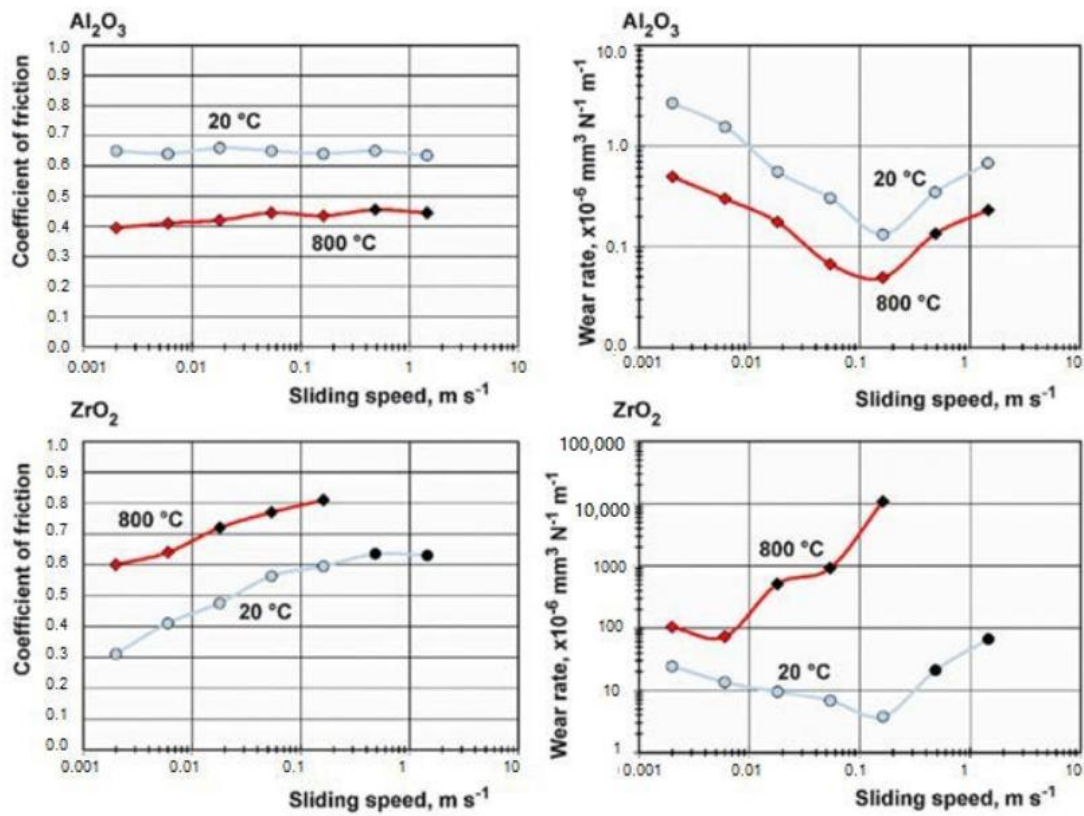 Al₂O₃
Coefficient of friction
1.0
0.9
0.8
0.7
0.6
0.5
0.4
0.3
0.2
0.1
0.0
20 °C
800 °C
0.001
0.01
0.1
1
10
Sliding speed, m s⁻¹
Al₂O₃
Wear rate, x10⁻⁶ mm³ N⁻¹ m⁻¹
10.0
1.0
0.1
0.0
20 °C
800 °C
0.001
0.01
0.1
1
10
Sliding speed, m s⁻¹
ZrO₂
Coefficient of friction
1.0
0.9
0.8
0.7
0.6
0.5
0.4
0.3
0.2
0.1
0.0
800 °C
20 °C
0.001
0.01
0.1
1
10
Sliding speed, m s⁻¹
ZrO₂
Wear rate, x10⁻⁶ mm³ N⁻¹ m⁻¹
100,000
10,000
1000
100
10
1
800 °C
20 °C
0.001
0.01
0.1
1
10
Sliding speed, m s⁻¹